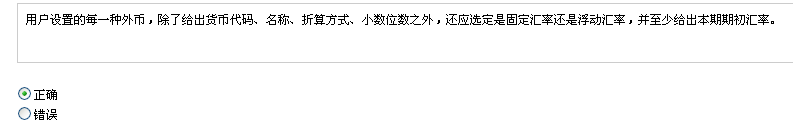 用户设置的每一种外币，除了给出货币代码、名称、折算方式、小数位数之外，还应选定是固定汇率还是浮动汇率，并至少给出本期期初汇率。
正确
错误